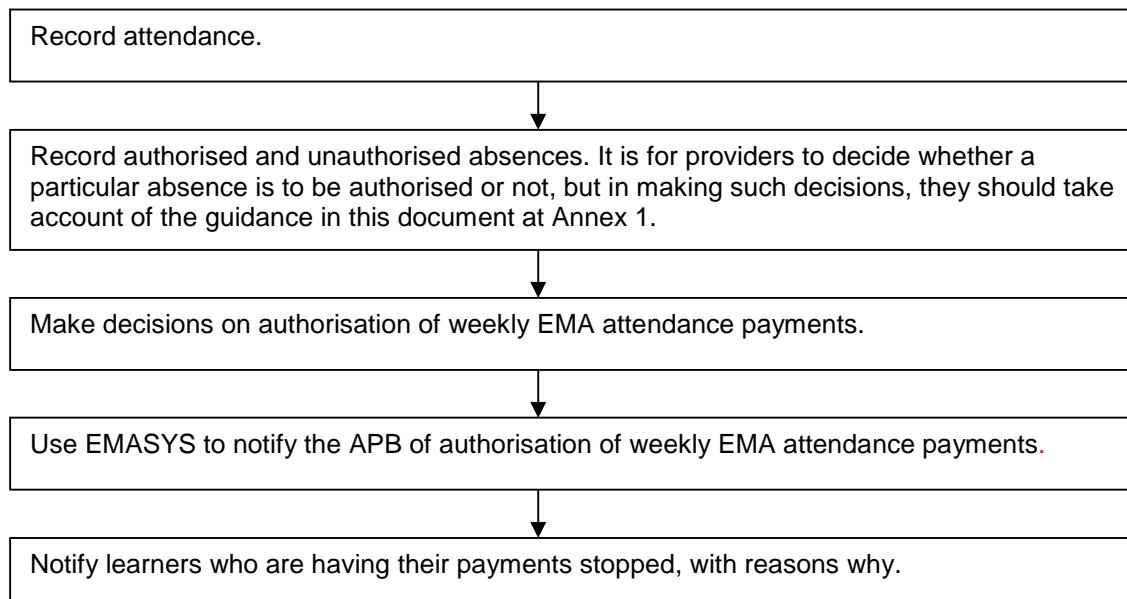 Record attendance.
Record authorised and unauthorised absences. It is for providers to decide whether a
particular absence is to be authorised or not, but in making such decisions, they should take
account of the guidance in this document at Annex 1.
Make decisions on authorisation of weekly EMA attendance payments.
Use EMASYS to notify the APB of authorisation of weekly EMA attendance payments.
Notify learners who are having their payments stopped, with reasons why.